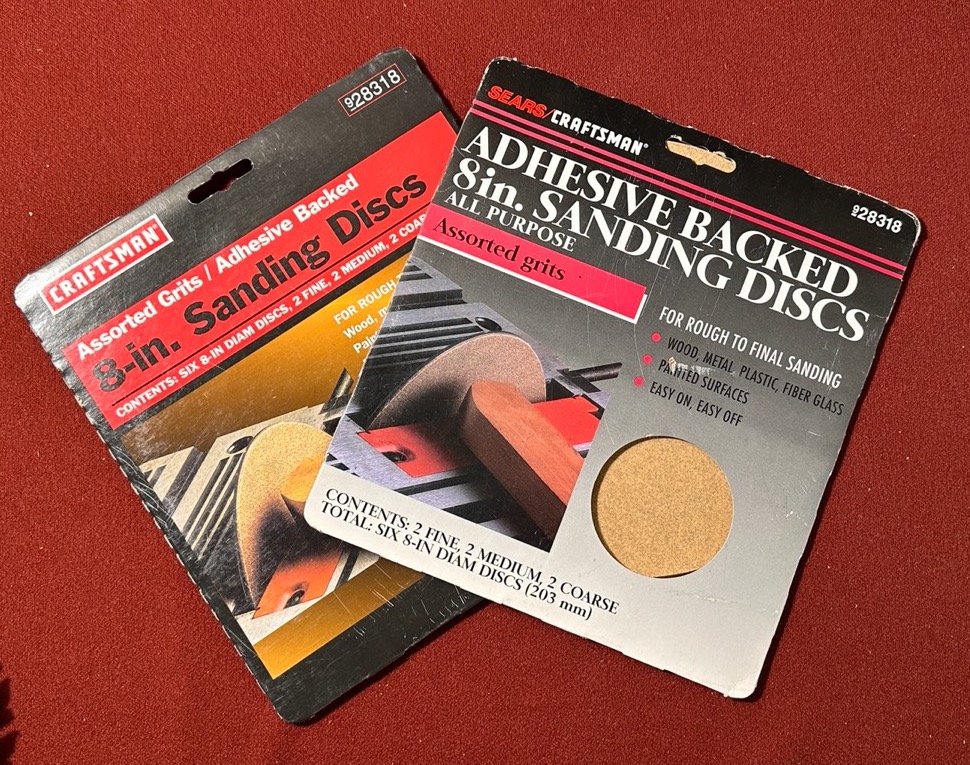 928318
CRAFTSMAN®
Assorted Grits / Adhesive Backed
8-in. Sanding Discs
CONTENTS: SIX 8-IN DIAM DISCS, 2 FINE, 2 MEDIUM, 2
FOR ROUGH
Wood,
SEARS/CRAFTSMAN®
928318
ADHESIVE BACKED
8in. SANDING DISCS
ALL PURPOSE
Assorted grits
FOR ROUGH TO FINAL SANDING
• WOOD, METAL, PLASTIC, FIBER GLASS
• PAINTED SURFACES
• EASY ON, EASY OFF
CONTENTS: 2 FINE, 2 MEDIUM, 2 COARSE
TOTAL: SIX 8-IN DIAM DISCS (203 mm)